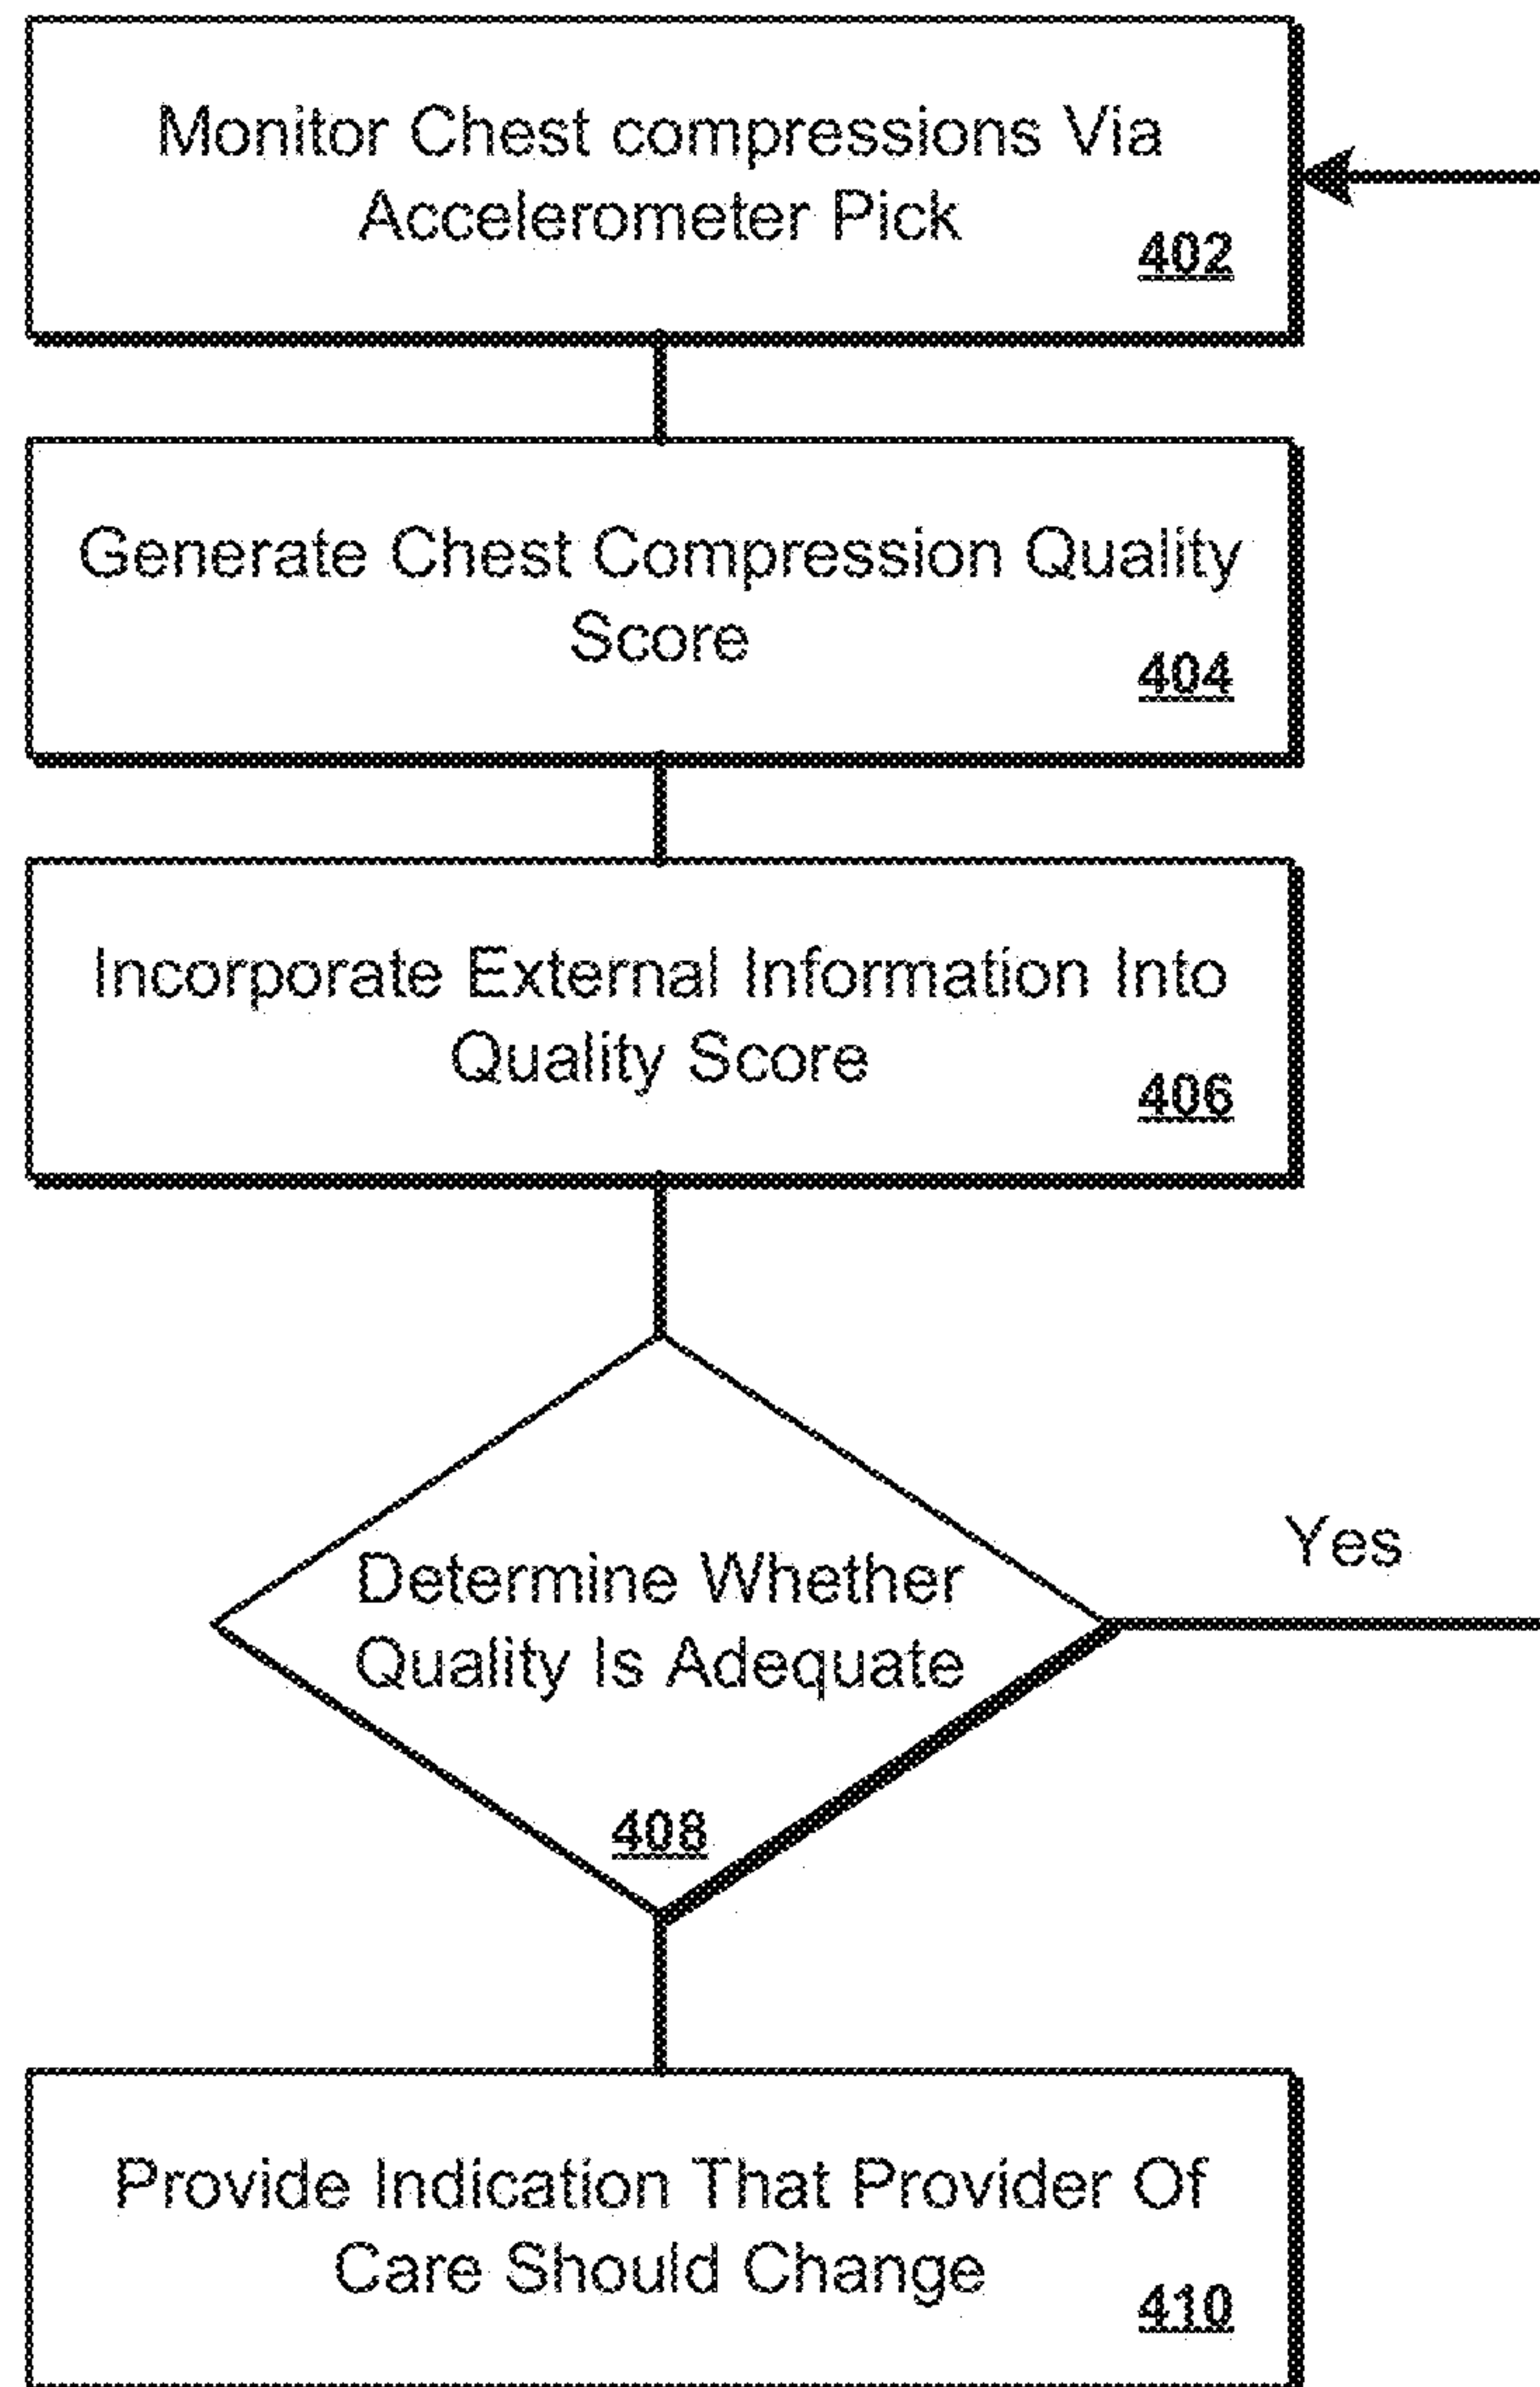 Monitor Chest compressions Via
Accelerometer Pick
402
Generate Chest Compression Quality
Score
404
Incorporate External Information Into
Quality Score
406
Yes
Determine Whether
Quality Is Adequate
408
Provide Indication That Provider Of
Care Should Change
410